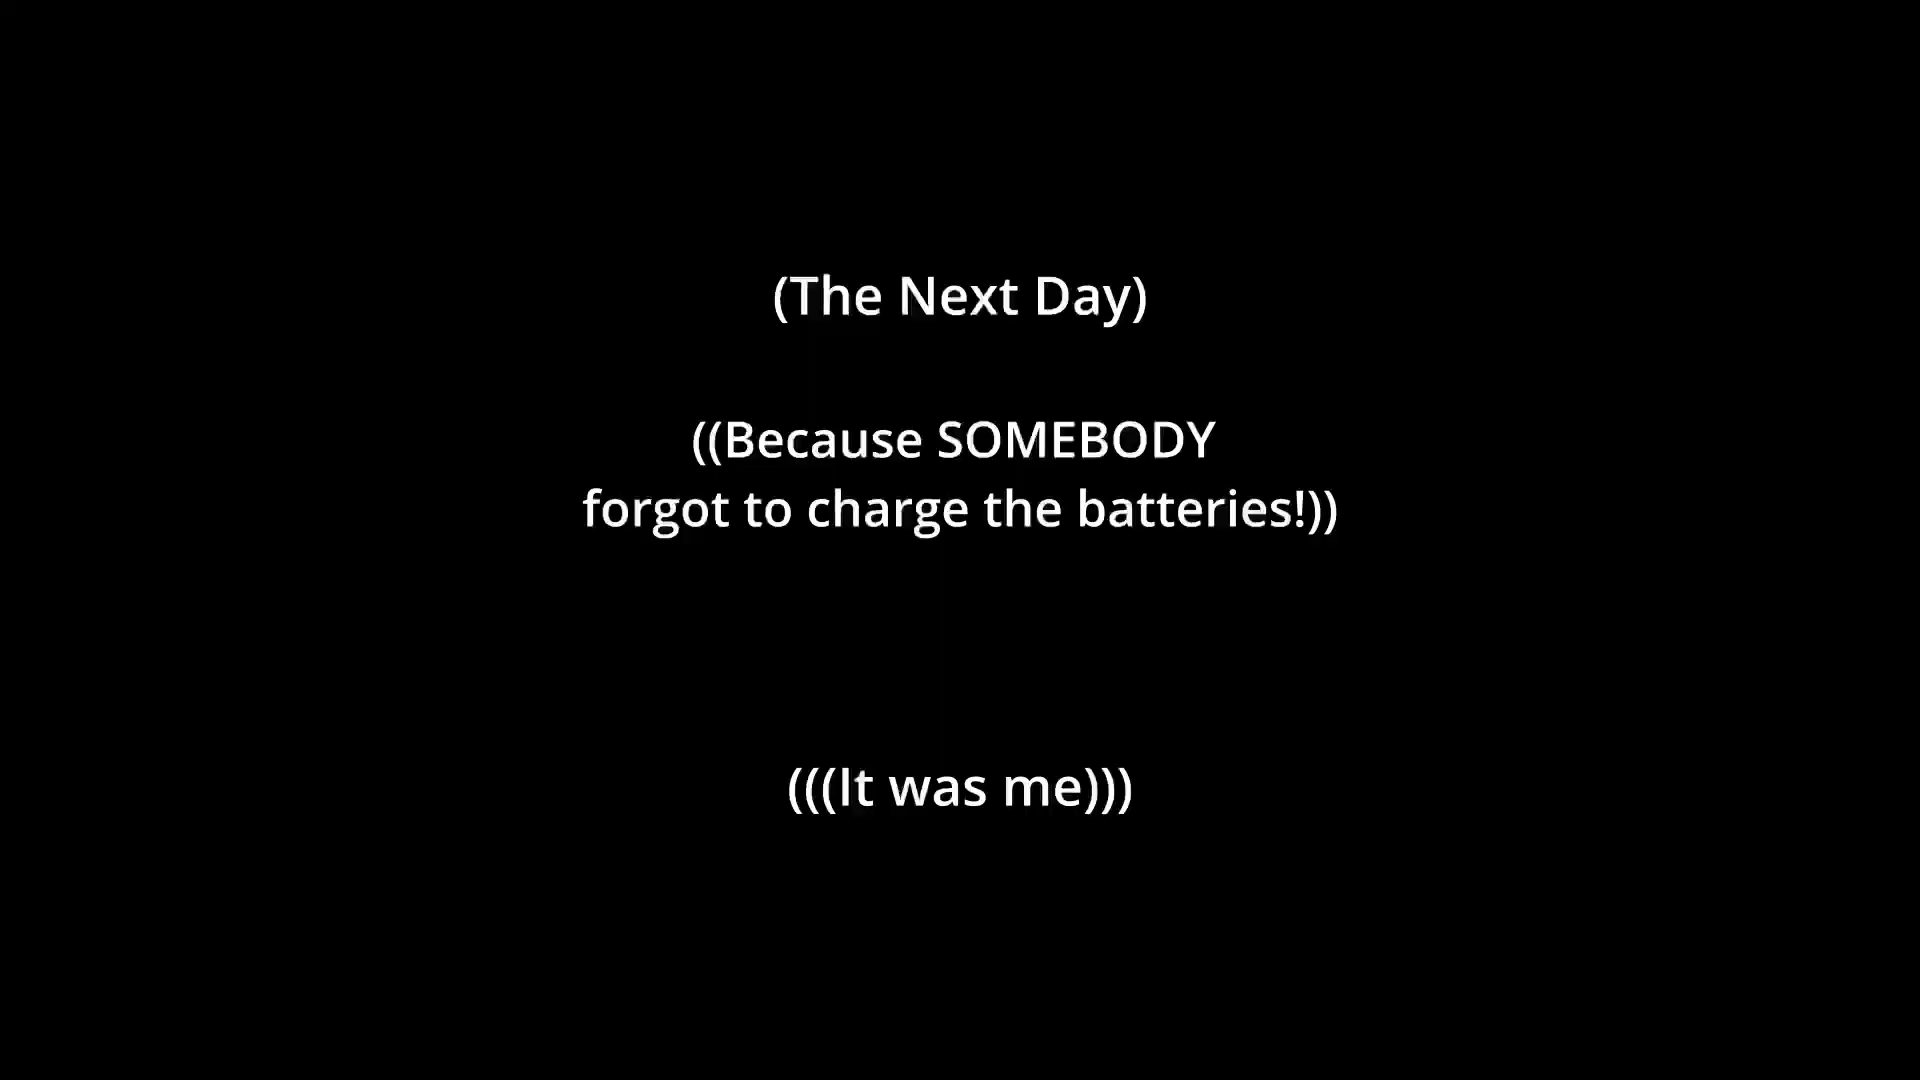 (The Next Day)
((Because SOMEBODY
forgot to charge the batteries!))
(((It was me)))